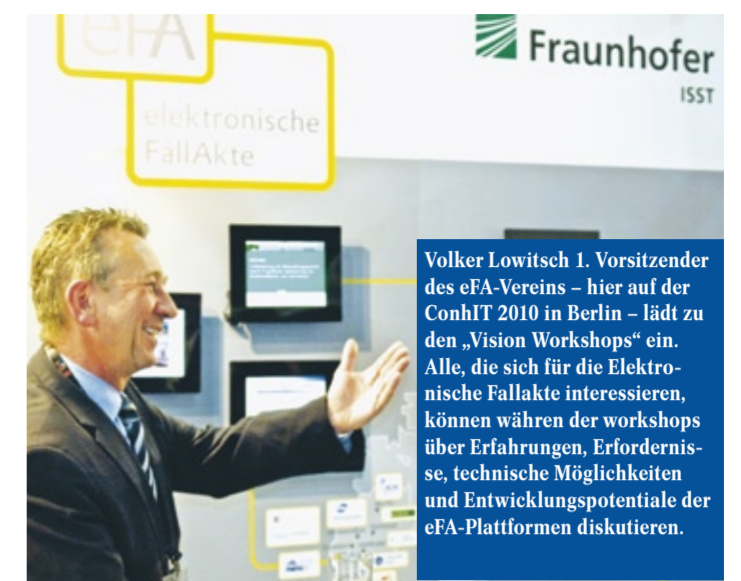 eFA
elektronische
FallAkte
Fraunhofer
ISST
Volker Lowitsch 1. Vorsitzender
des eFA-Vereins – hier auf der
ConhIT 2010 in Berlin – lädt zu
den „Vision Workshops“ ein.
Alle, die sich für die Elektro-
nische Fallakte interessieren,
können währen der workshops
über Erfahrungen, Erfordernis-
se, technische Möglichkeiten
und Entwicklungspotentiale der
eFA-Plattformen diskutieren.